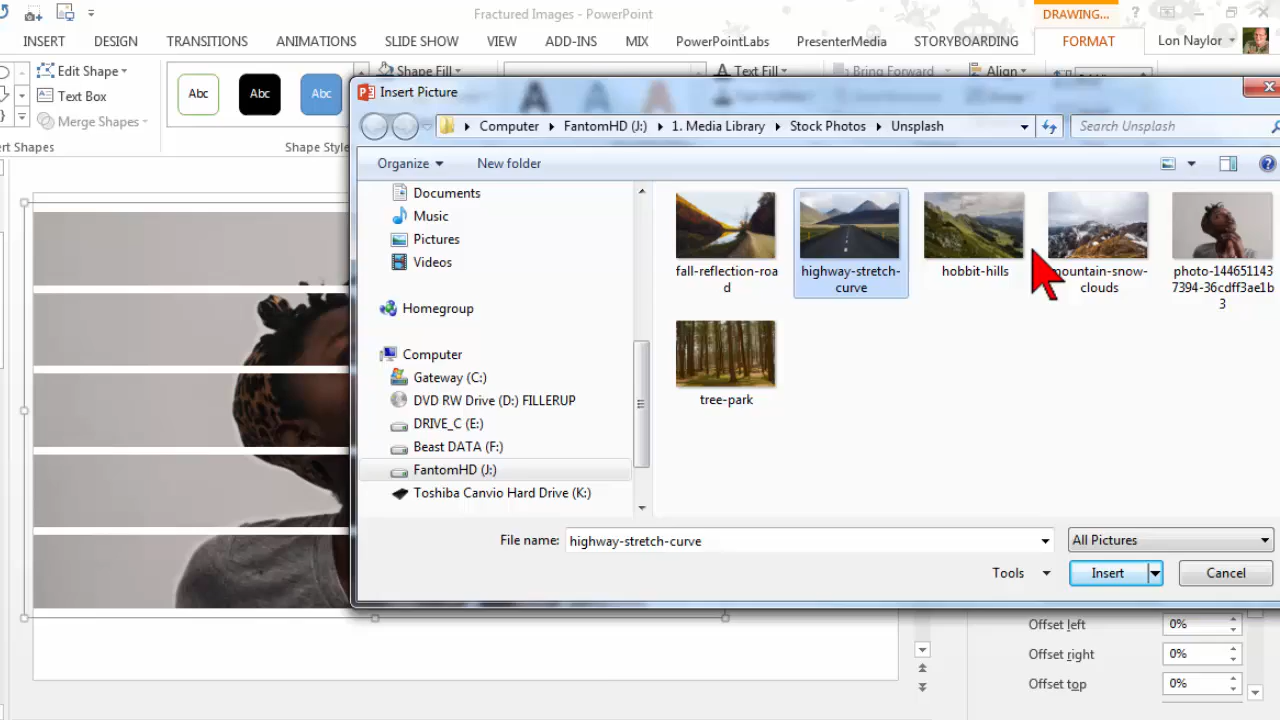 Fractured Images - PowerPoint
DRAWING...
INSERT DESIGN TRANSITIONS ANIMATIONS SLIDE SHOW VIEW ADD-INS MIX PowerPointLabs PresenterMedia STORYBOARDING FORMAT Lon Naylor
Edit Shape
Text Box
Merge Shapes
Abc Abc Abc
Shape Fill
Text Fill
Bring Forward
Align
sert Shapes
Shape Style
Insert Picture
Computer FantomHD (J:) 1. Media Library Stock Photos Unsplash
Search Unsplash
Organize New folder
Documents
Music
Pictures
Videos
Homegroup
Computer
Gateway (C:)
DVD RW Drive (D:) FILLERUP
DRIVE_C (E:)
Beast DATA (F:)
FantomHD (J:)
Toshiba Canvio Hard Drive (K:)
fall-reflection-roa
d
highway-stretch-
curve
hobbit-hills
ountain-snow-
clouds
photo-144651143
7394-36cdff3ae1b
3
tree-park
File name: highway-stretch-curve
All Pictures
Tools Insert Cancel
Offset left 0%
Offset right 0%
Offset top 0%